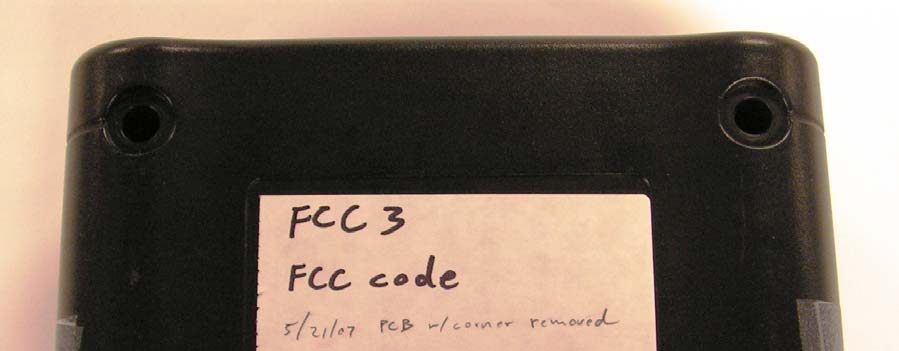 FCC 3
FCC code
5/21/07 PCB w/corner removed